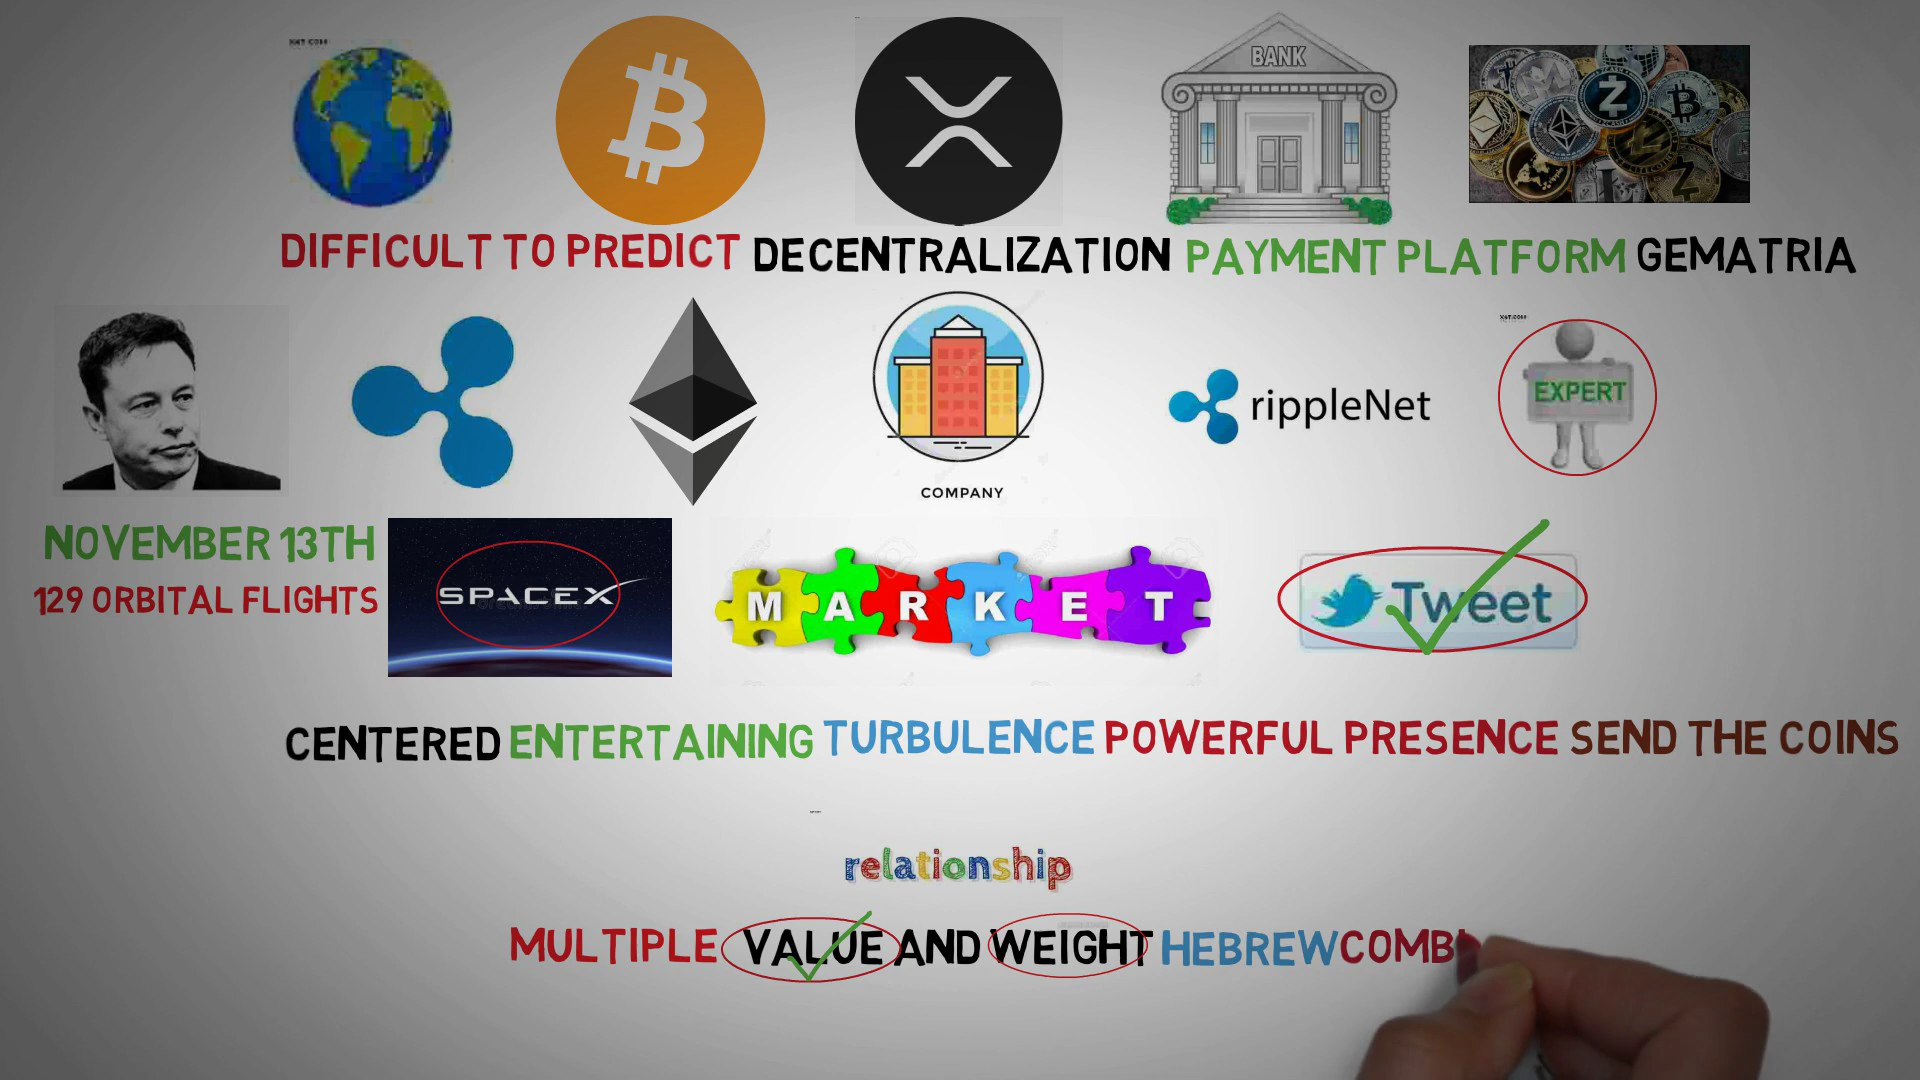 BANK
DIFFICULT TO PREDICT DECENTRALIZATION PAYMENT PLATFORM GEMATRIA
COMPANY
rippleNet
EXPERT
NOVEMBER 13TH
129 ORBITAL FLIGHTS
SPACEX
MARKET
Tweet
CENTERED ENTERTAINING TURBULENCE POWERFUL PRESENCE SEND THE COINS
relationship
MULTIPLE VALUE AND WEIGHT HEBREW COMB